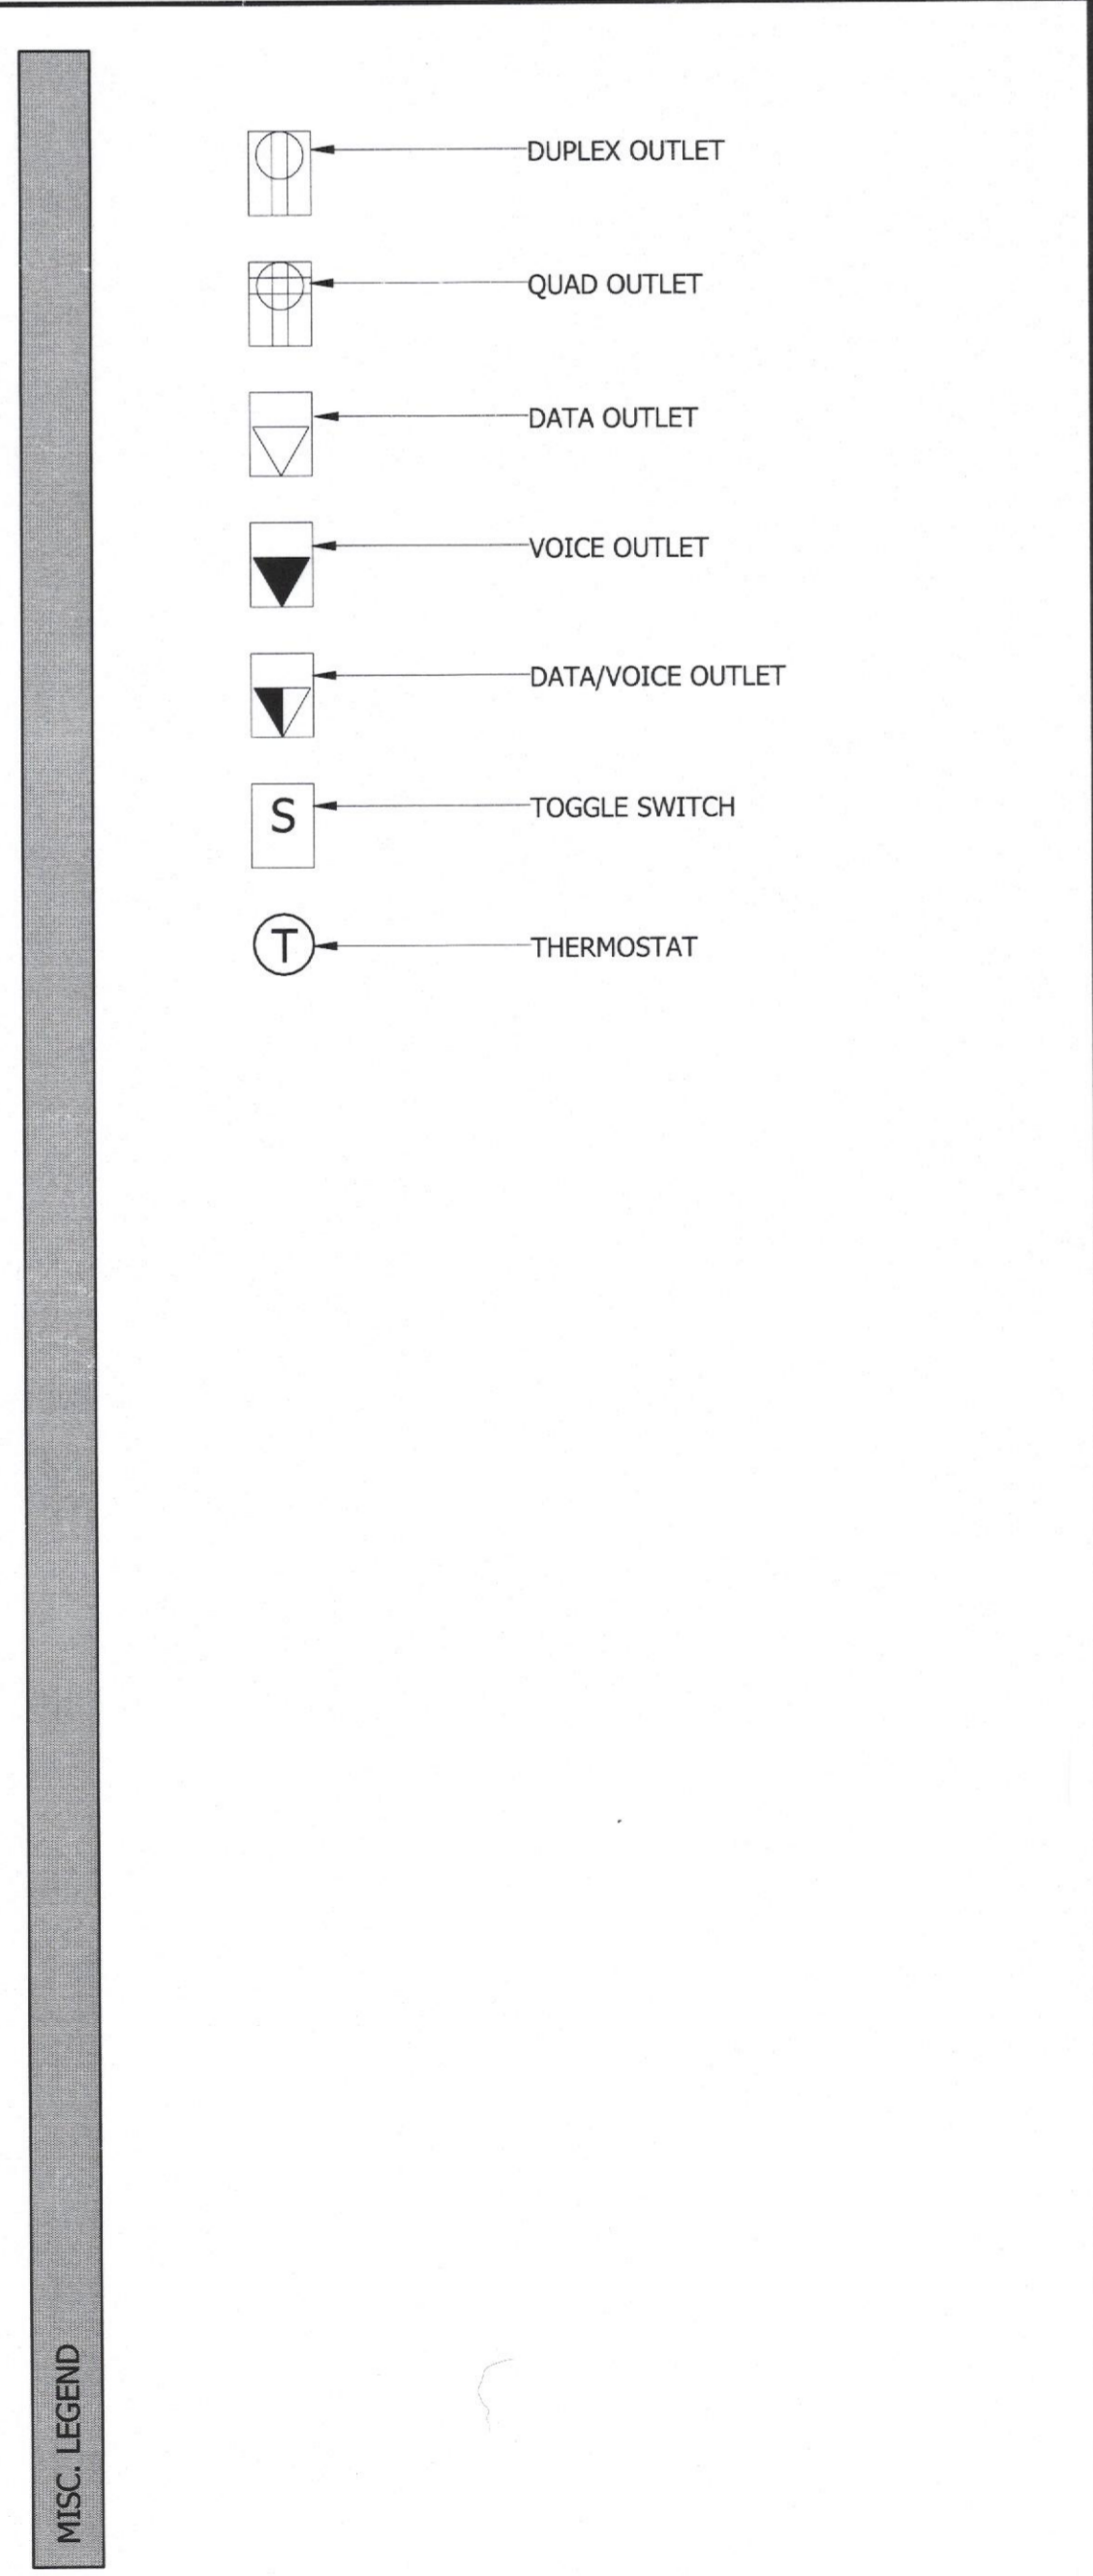 DUPLEX OUTLET
QUAD OUTLET
DATA OUTLET
VOICE OUTLET
DATA/VOICE OUTLET
S
TOGGLE SWITCH
T
THERMOSTAT
MISC. LEGEND